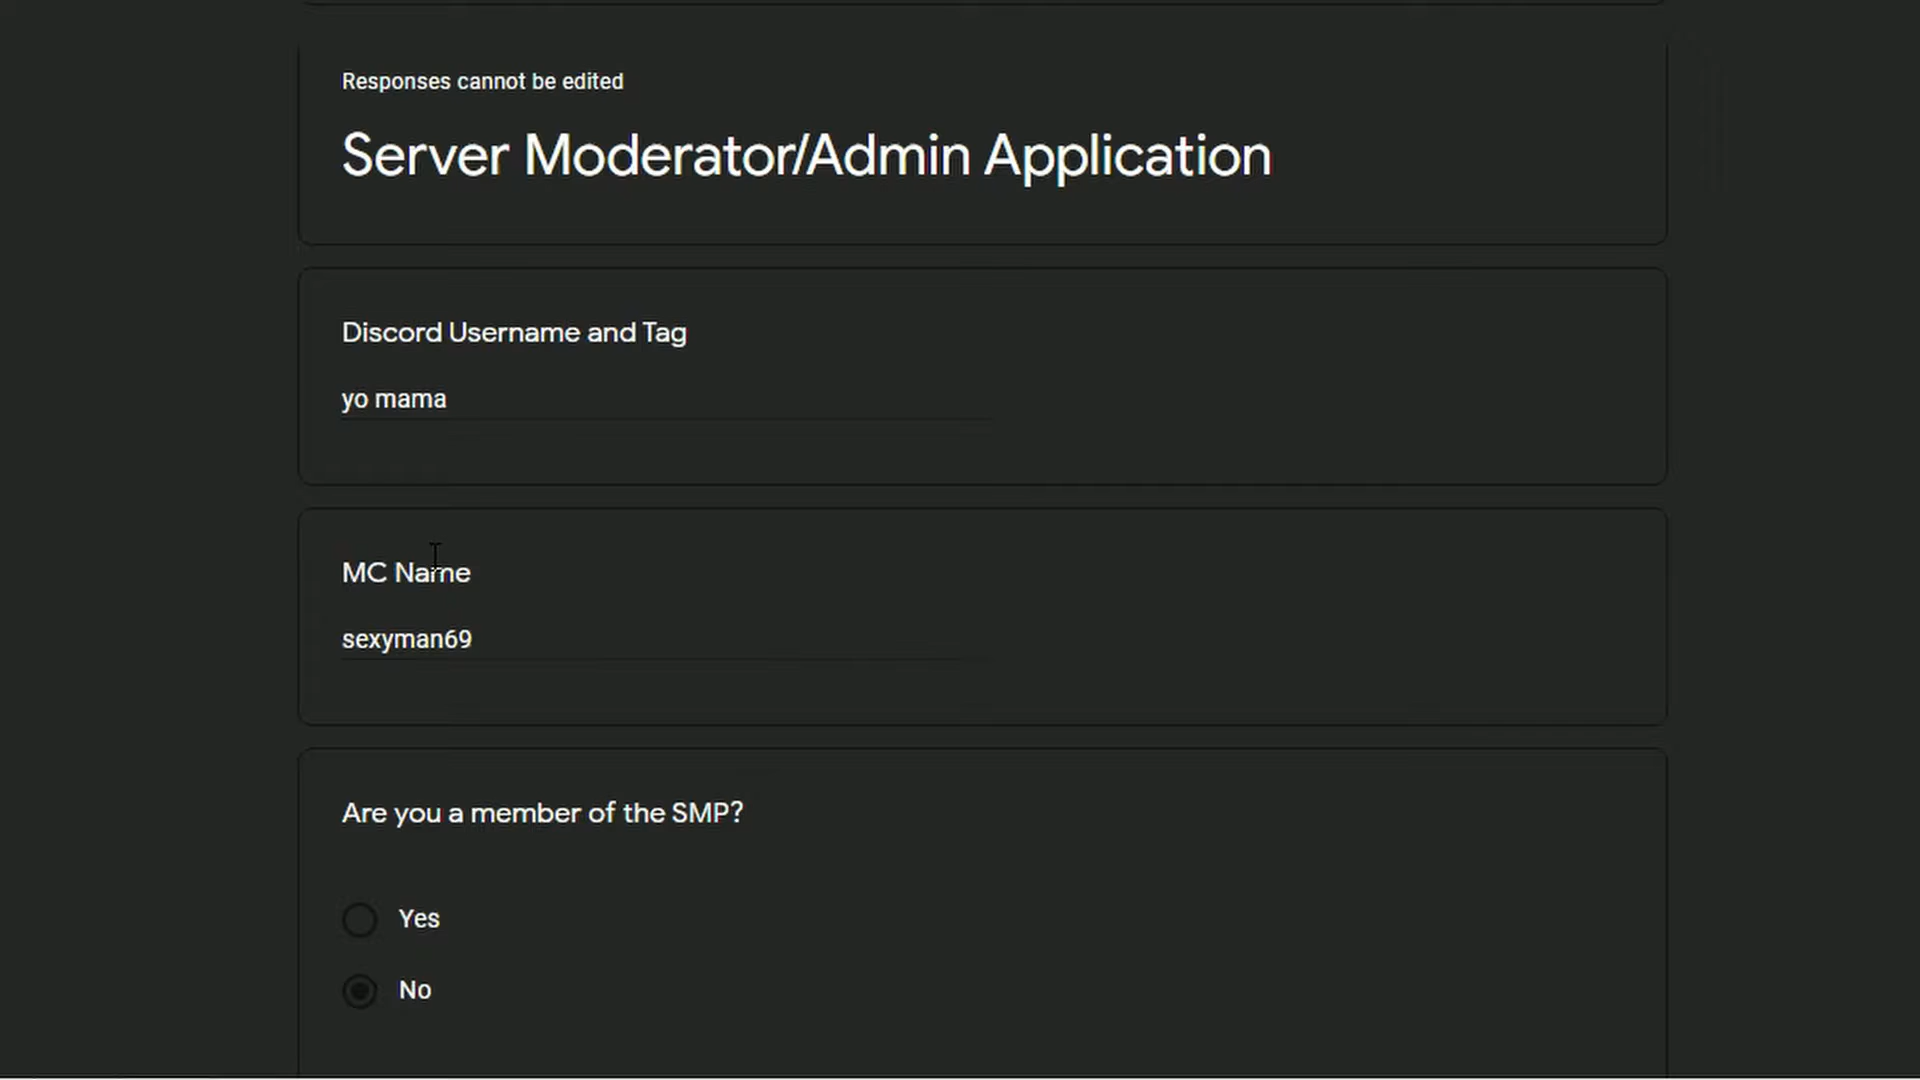 Responses cannot be edited
Server Moderator/Admin Application
Discord Username and Tag
yo mama
MC Name
sexyman69
Are you a member of the SMP?
Yes
No